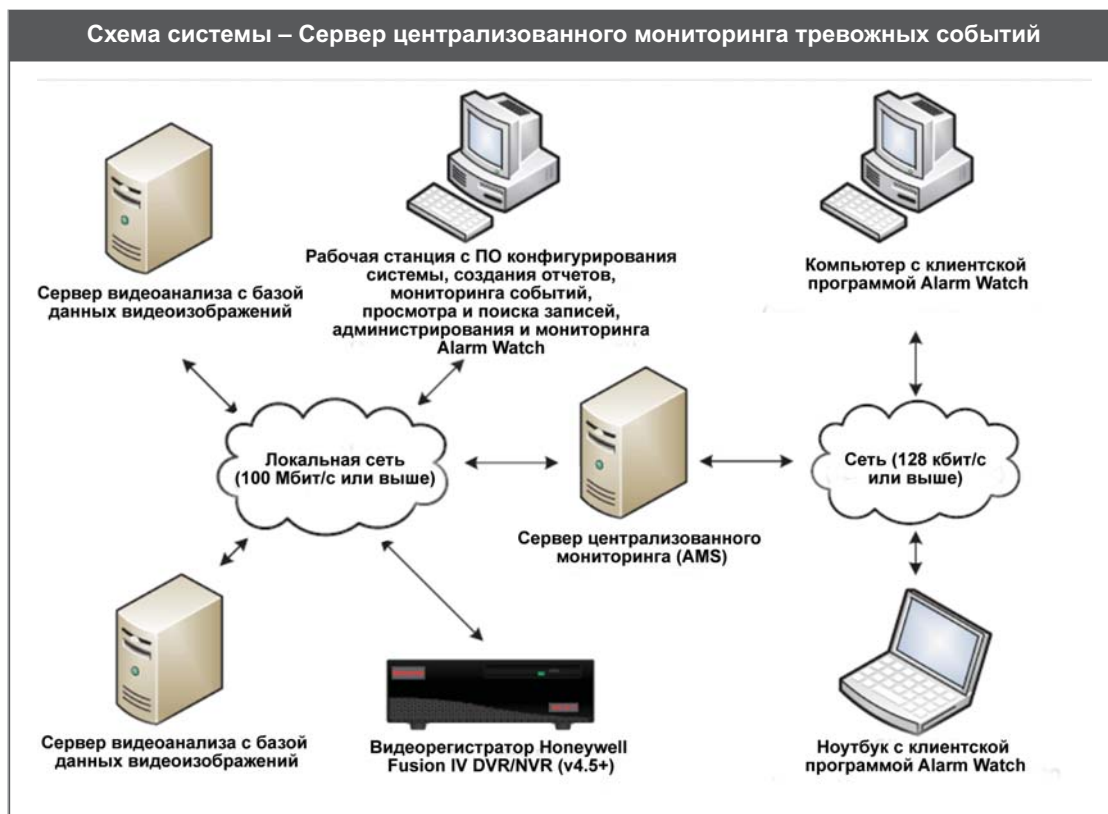 Схема системы – Сервер централизованного мониторинга тревожных событий
Сервер видеоанализа с базой
данных видеоизображений
Рабочая станция с ПО конфигурирования
системы, создания отчетов,
мониторинга событий,
просмотра и поиска записей,
администрирования и мониторинга
Alarm Watch
Компьютер с клиентской
программой Alarm Watch
Локальная сеть
(100 Мбит/с или выше)
Сеть (128 кбит/с
или выше)
Сервер централизованного
мониторинга (AMS)
Сервер видеоанализа с базой
данных видеоизображений
Видеорегистратор Honeywell
Fusion IV DVR/NVR (v4.5+)
Ноутбук с клиентской
программой Alarm Watch